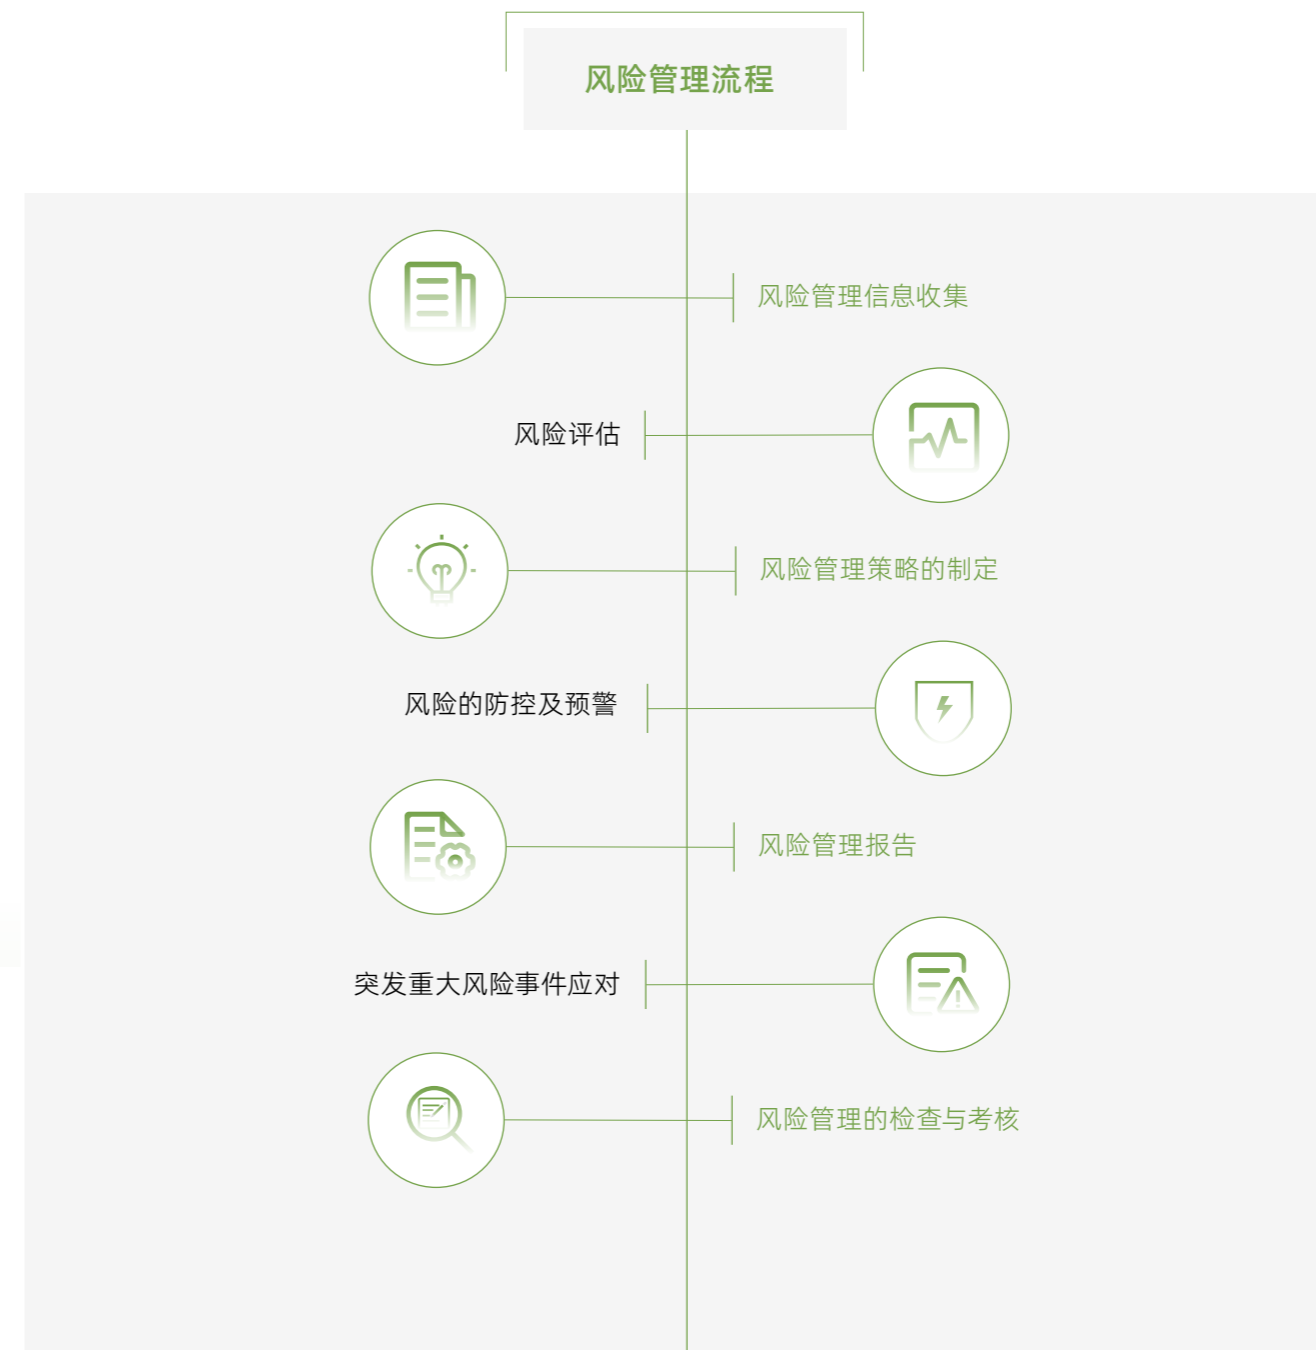 风险管理流程
风险管理信息收集
风险评估
风险管理策略的制定
风险的防控及预警
风险管理报告
突发重大风险事件应对
风险管理的检查与考核